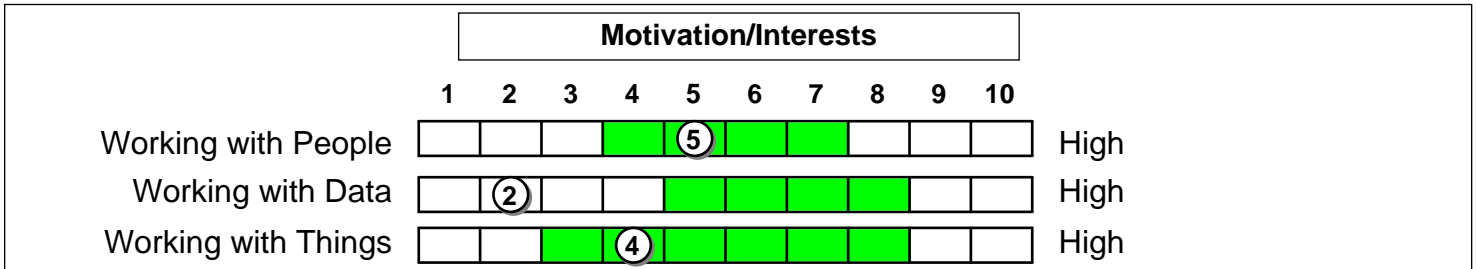 Motivation/Interests
1 2 3 4 5 6 7 8 9 10
Working with People 5 High
Working with Data 2 High
Working with Things 4 High